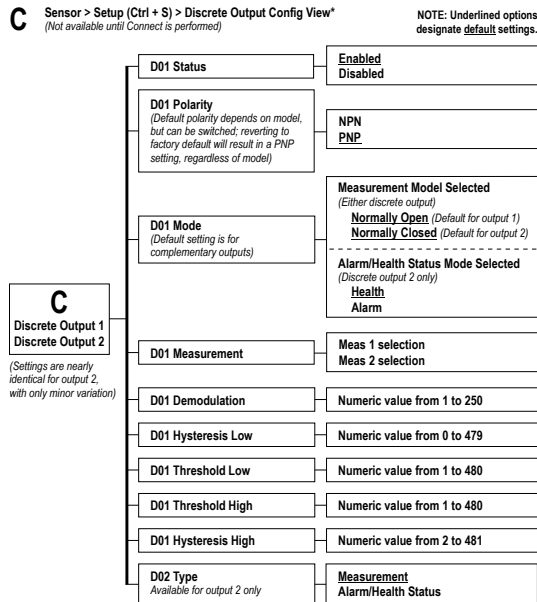 C
Sensor > Setup (Ctrl + S) > Discrete Output Config View*
(Not available until Connect is performed)
NOTE: Underlined options
designate default settings.
D01 Status
Enabled
Disabled
D01 Polarity
(Default polarity depends on model,
but can be switched; reverting to
factory default will result in a PNP
setting, regardless of model)
NPN
PNP
D01 Mode
(Default setting is for
complementary outputs)
Measurement Model Selected
(Either discrete output)
Normally Open (Default for output 1)
Normally Closed (Default for output 2)
Alarm/Health Status Mode Selected
(Discrete output 2 only)
Health
Alarm
C
Discrete Output 1
Discrete Output 2
(Settings are nearly
identical for output 2,
with only minor variation)
D01 Measurement
Meas 1 selection
Meas 2 selection
D01 Demodulation
Numeric value from 1 to 250
D01 Hysteresis Low
Numeric value from 0 to 479
D01 Threshold Low
Numeric value from 1 to 480
D01 Threshold High
Numeric value from 1 to 480
D01 Hysteresis High
Numeric value from 2 to 481
D02 Type
Available for output 2 only
Measurement
Alarm/Health Status